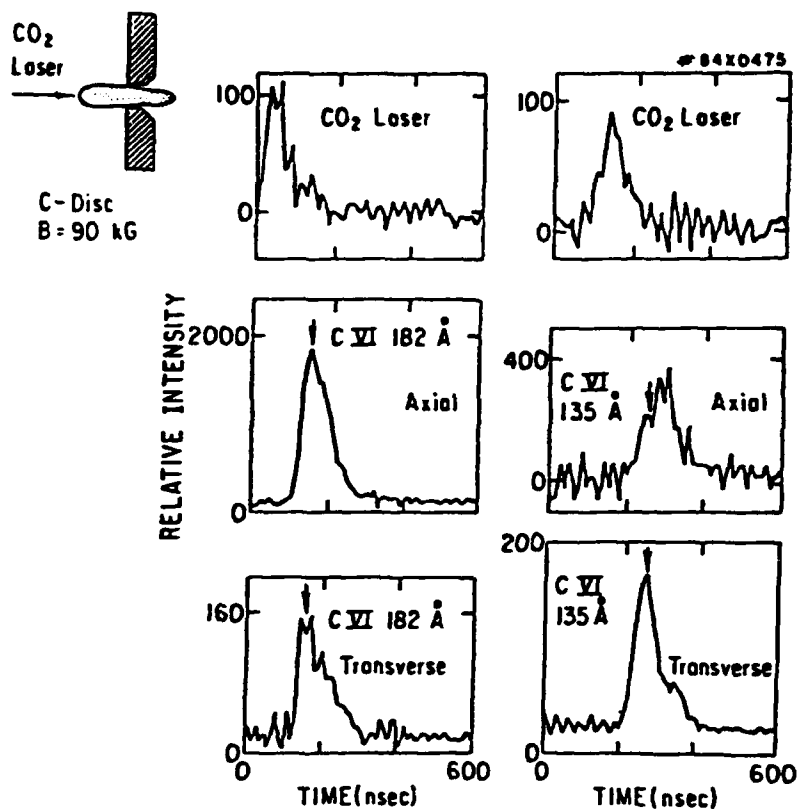 CO2
Laser
C-Disc
B = 90 kG
#84X0475
100
CO2 Laser
0
100
CO2 Laser
0
RELATIVE INTENSITY
2000
C VI 182 Å
Axial
0
400
C VI
135 Å
Axial
0
160
C VI 182 Å
Transverse
0
0
600
TIME(nsec)
200
C VI
135 Å
Transverse
0
0
600
TIME(nsec)